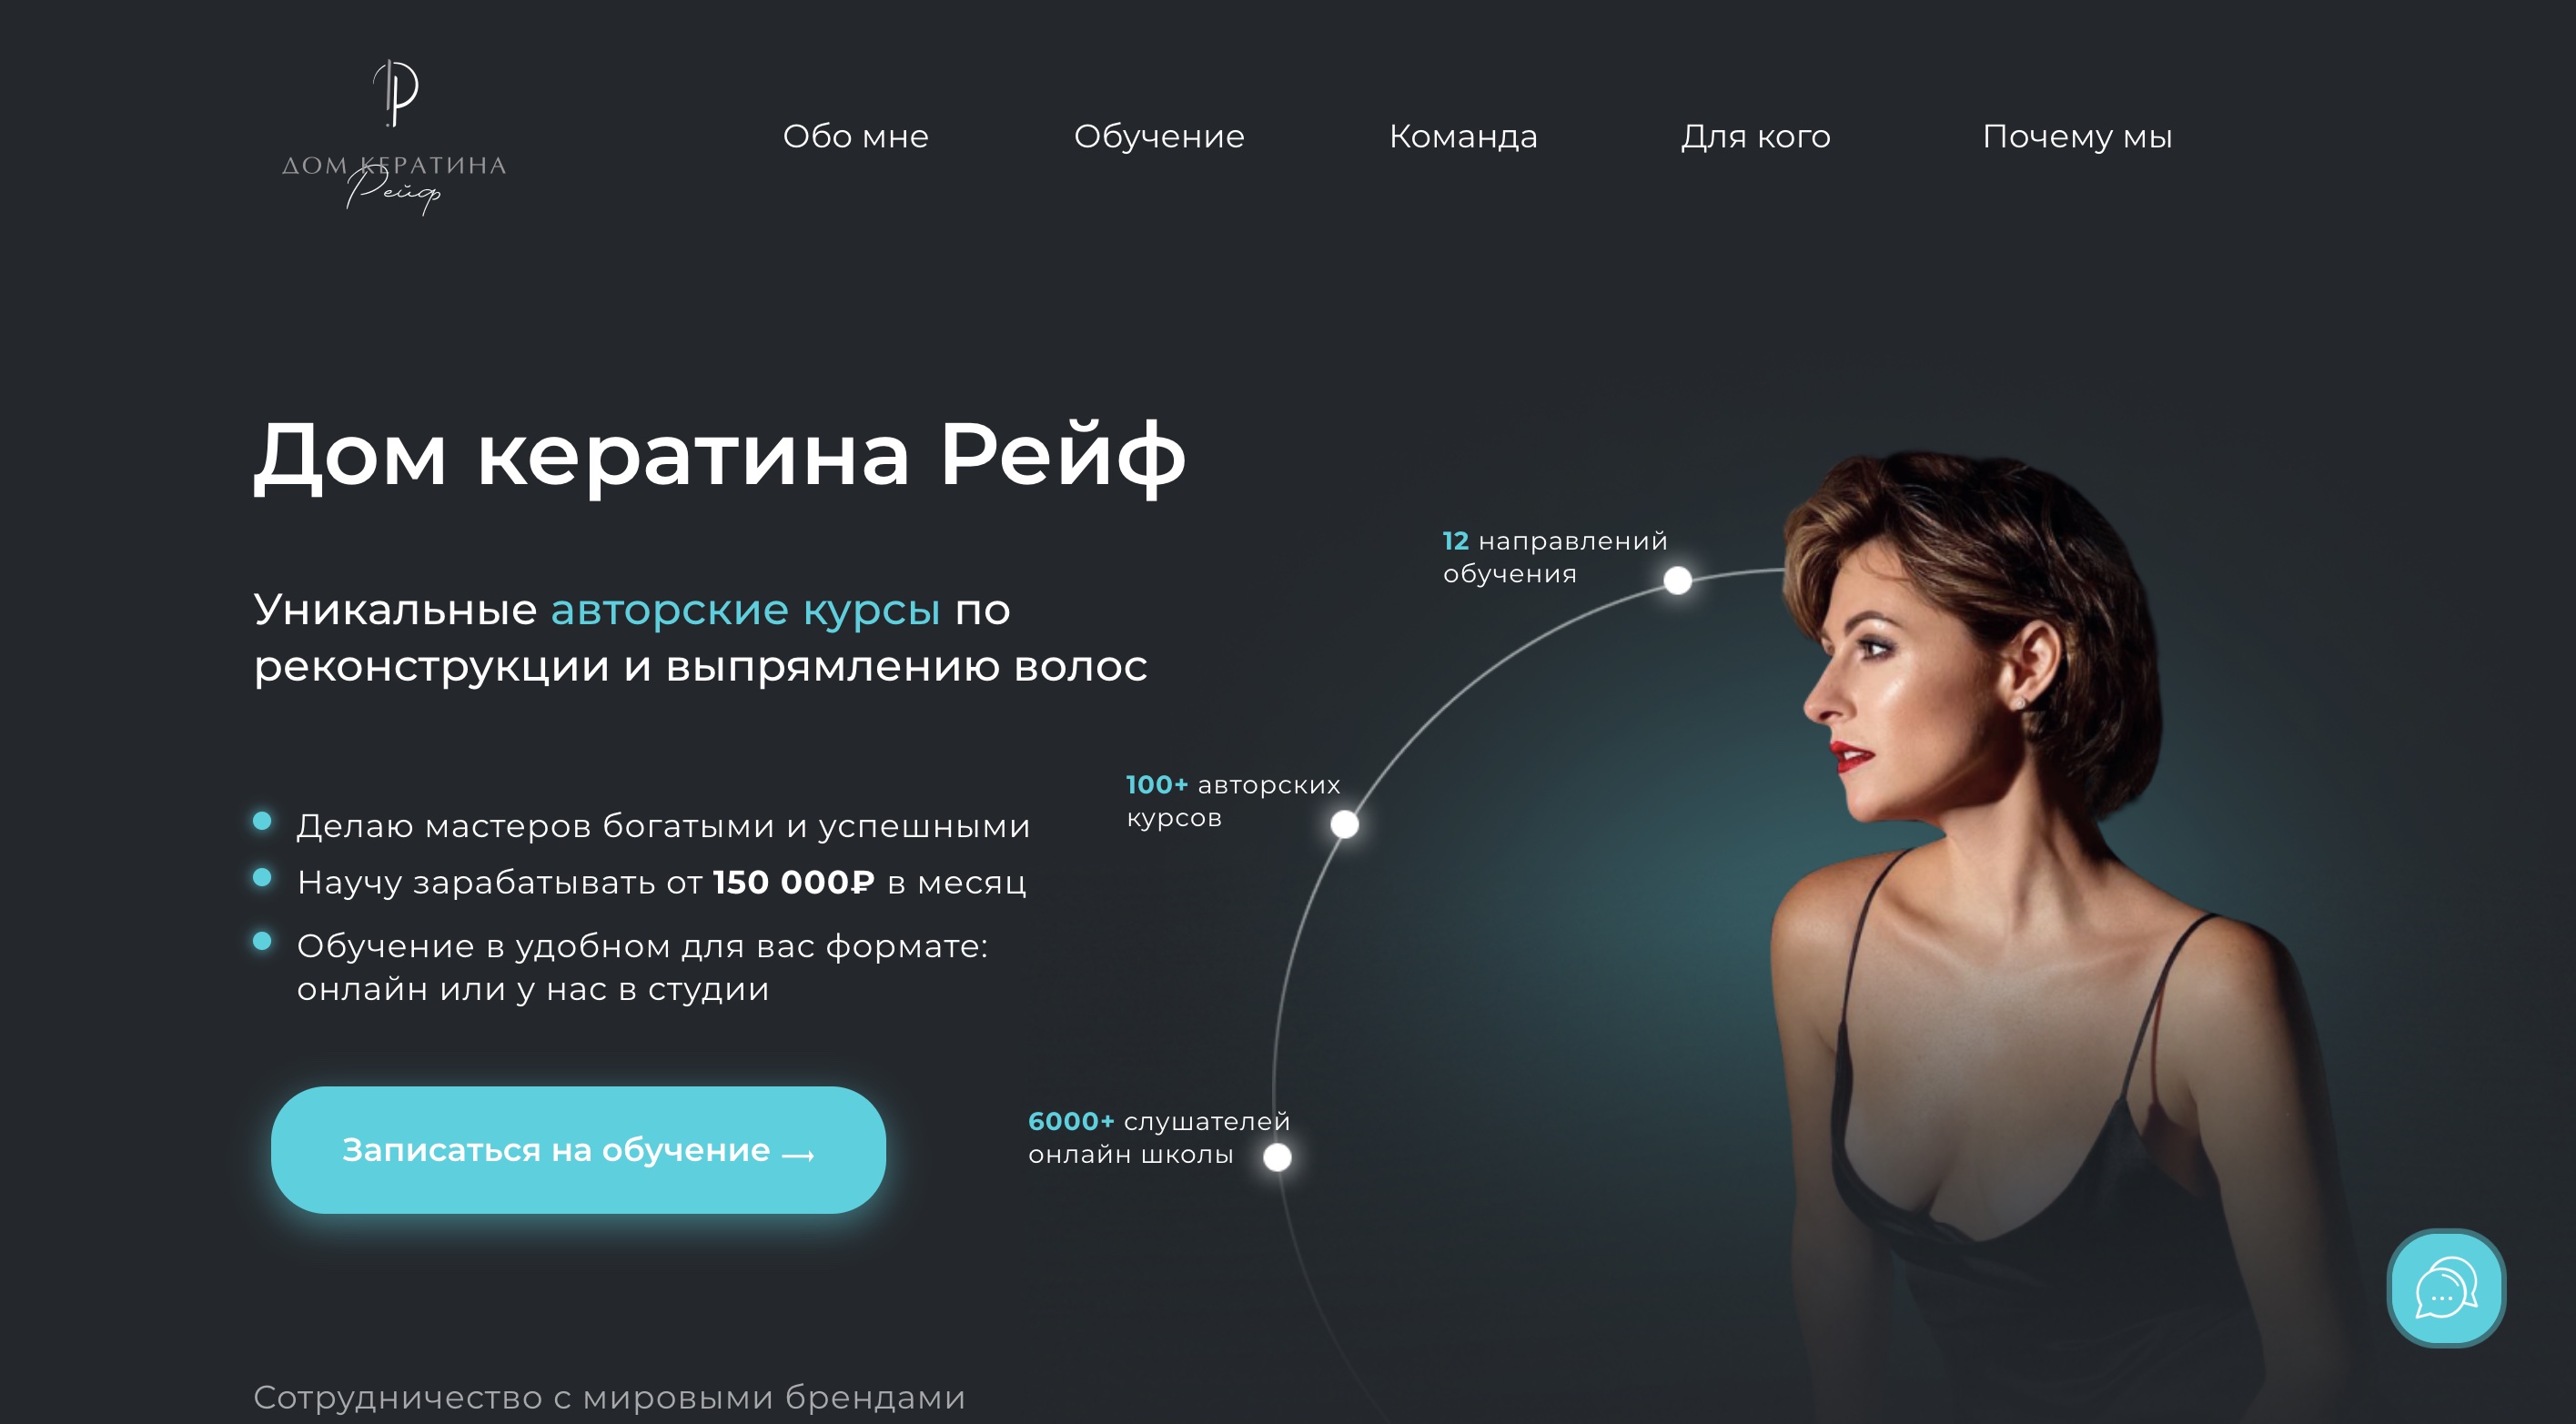 ДОМ КЕРАТИНА
Рейф
Обо мне
Обучение
Команда
Для кого
Почему мы
Дом кератина Рейф
Уникальные авторские курсы по
реконструкции и выпрямлению волос
Делаю мастеров богатыми и успешными
Научу зарабатывать от 150 000₽ в месяц
Обучение в удобном для вас формате:
онлайн или у нас в студии
Записаться на обучение →
12 направлений
обучения
100+ авторских
курсов
6000+ слушателей
онлайн школы
Сотрудничество с мировыми брендами